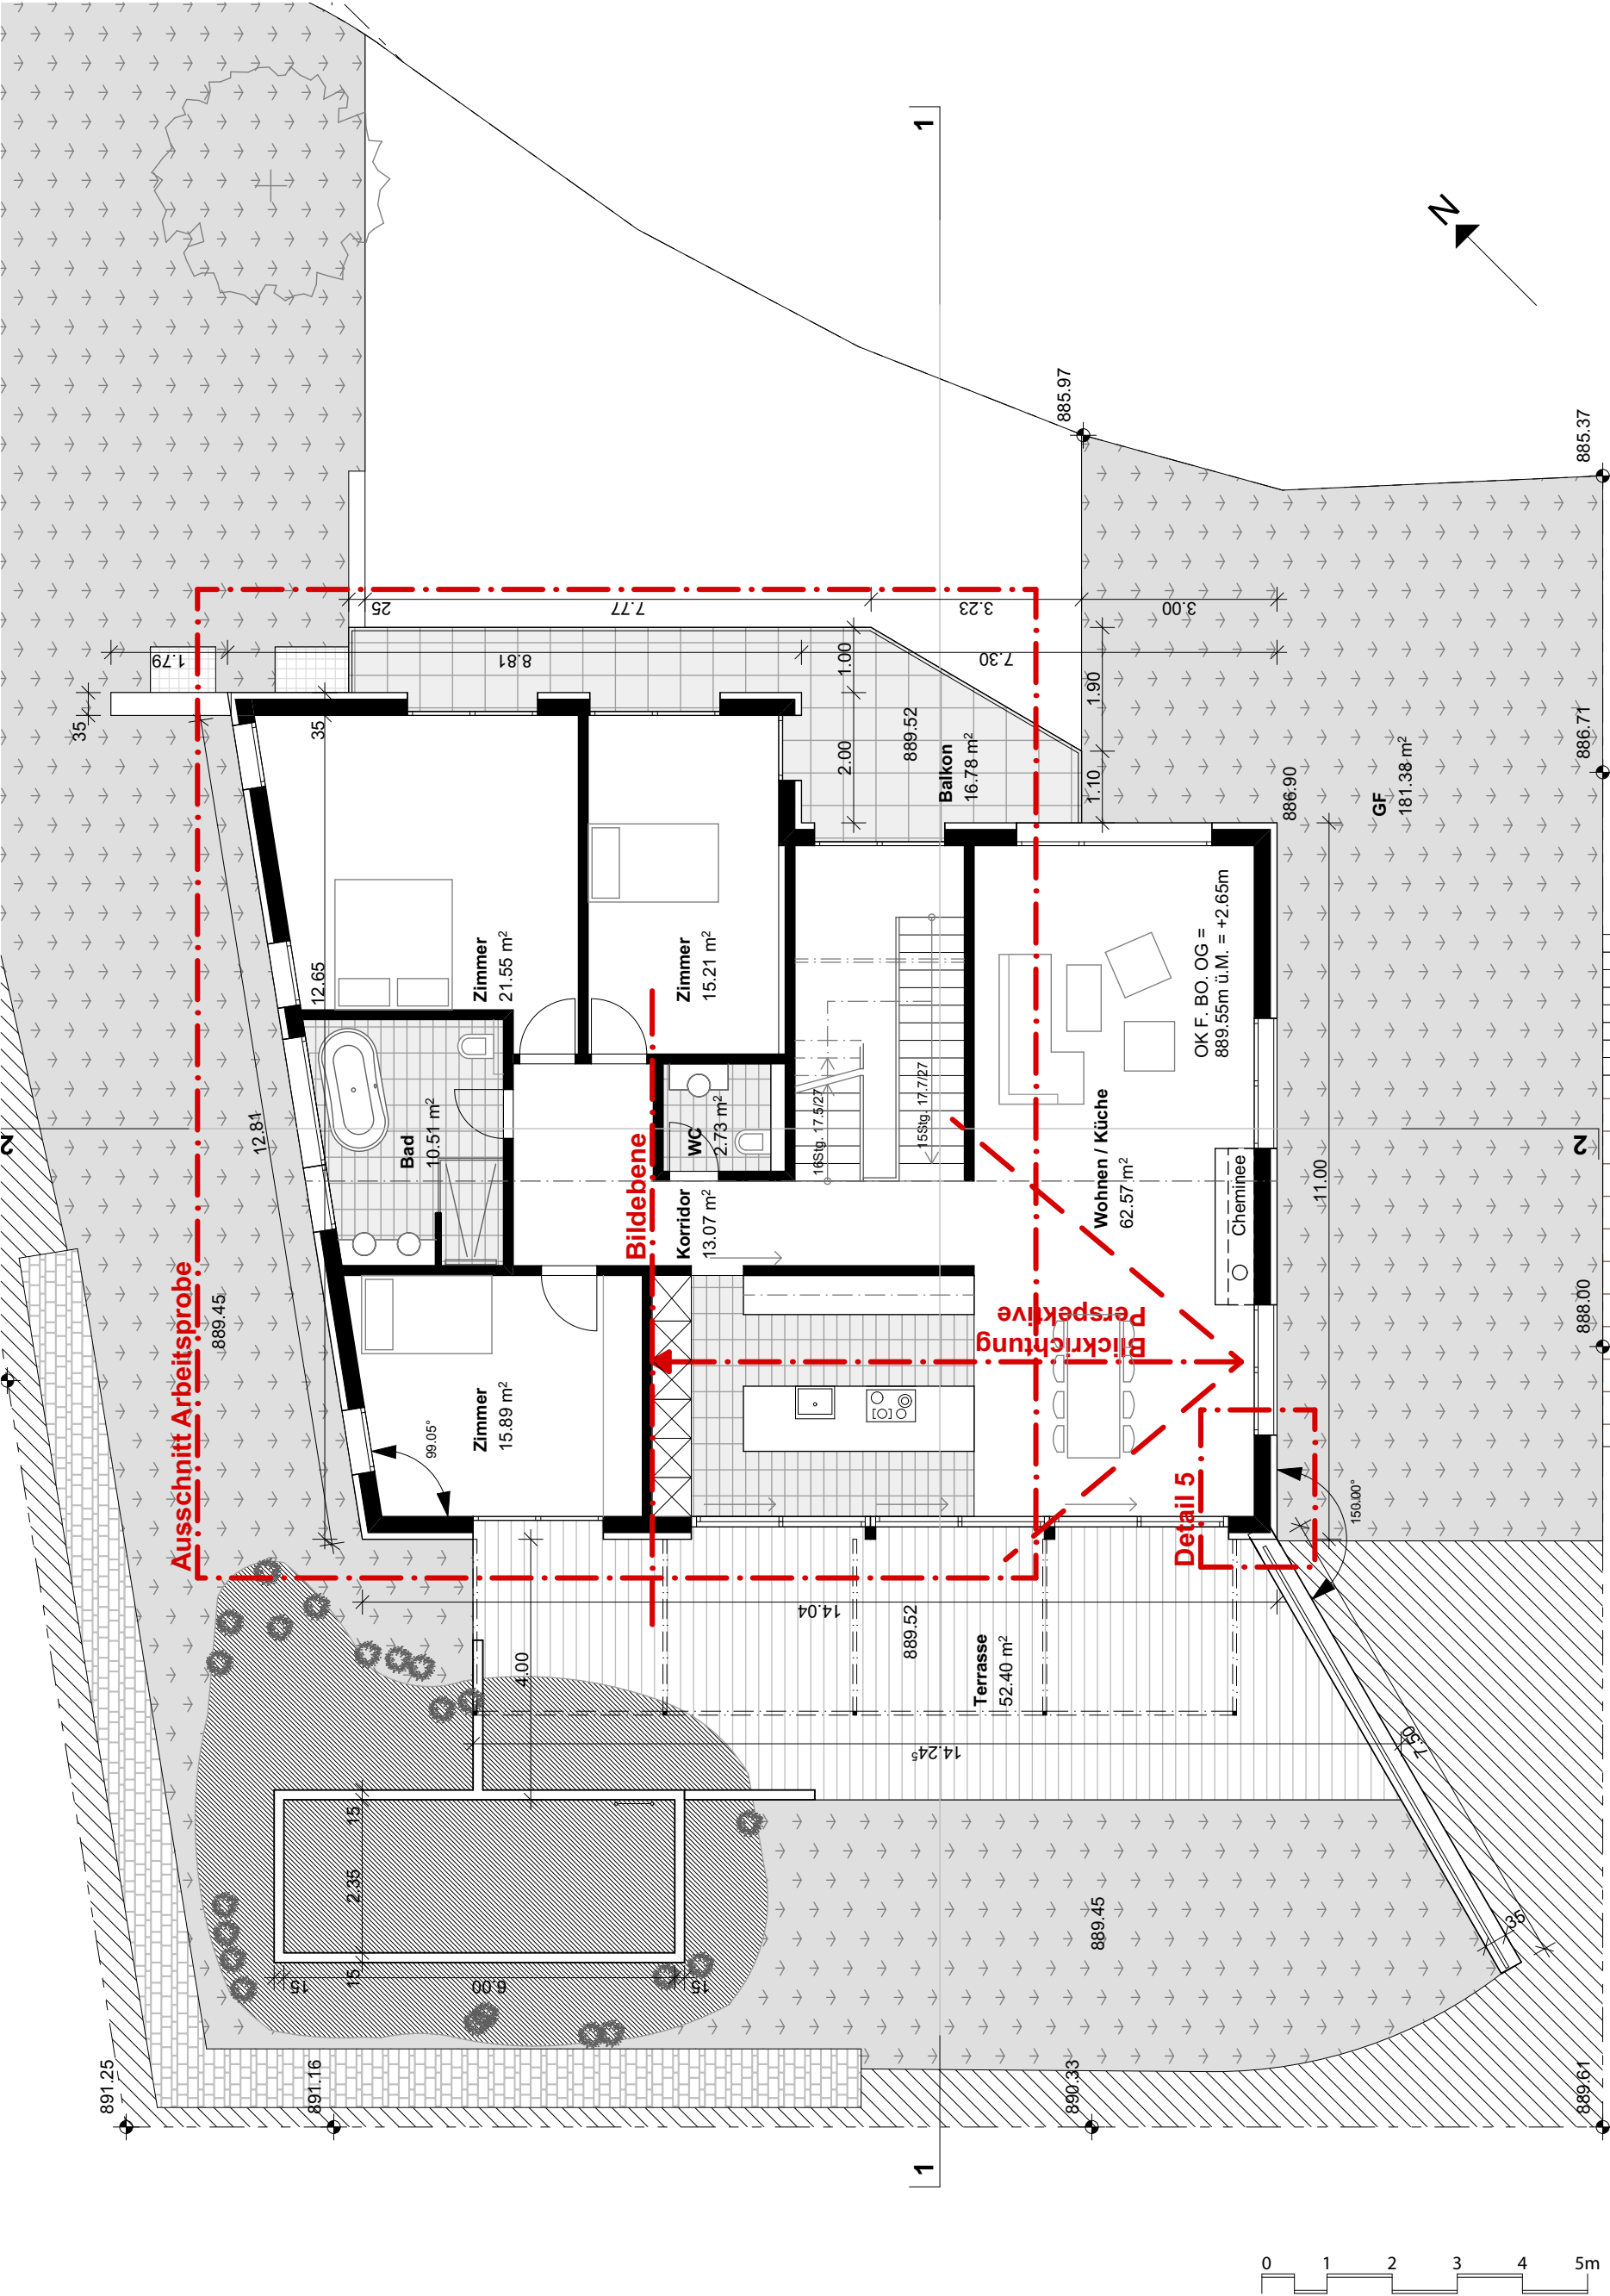 1
N
885.97
885.37
25
7.77
3.23
3.00
1.79
8.81
7.30
1.00
1.90
35
35
2.00
889.52
1.10
886.71
Balkon
16.78 m²
886.90
GF
181.38 m²
12.65
Zimmer
21.55 m²
Zimmer
15.21 m²
OK F. BO. OG =
889.55m ü.M. = +2.65m
2
12.81
Bad
10.51 m²
WC
2.73 m²
16Stg. 17.5/27
15Stg. 17.7/27
Wohnen / Küche
62.57 m²
Cheminee
11.00
2
Bildebene
Korridor
13.07 m²
Ausschnitt Arbeitsprobe
889.45
Blickrichtung
Perspektive
888.00
Zimmer
15.89 m²
99.05°
Detail 5
150.00°
14.04
889.52
4.00
Terrasse
52.40 m²
14.24⁵
7.50
15
2.35
15
15
6.00
15
889.45
35
891.25
891.16
890.33
889.61
1
0 1 2 3 4 5m